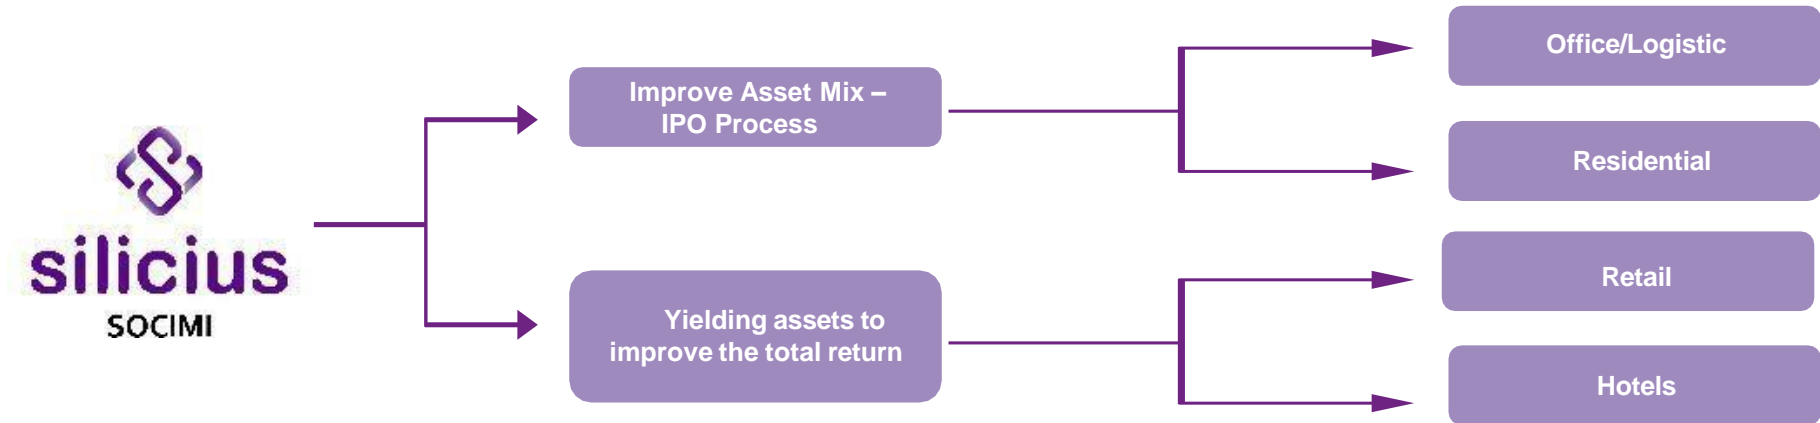 silicius
SOCIMI
Improve Asset Mix –
IPO Process
Yielding assets to
improve the total return
Office/Logistic
Residential
Retail
Hotels